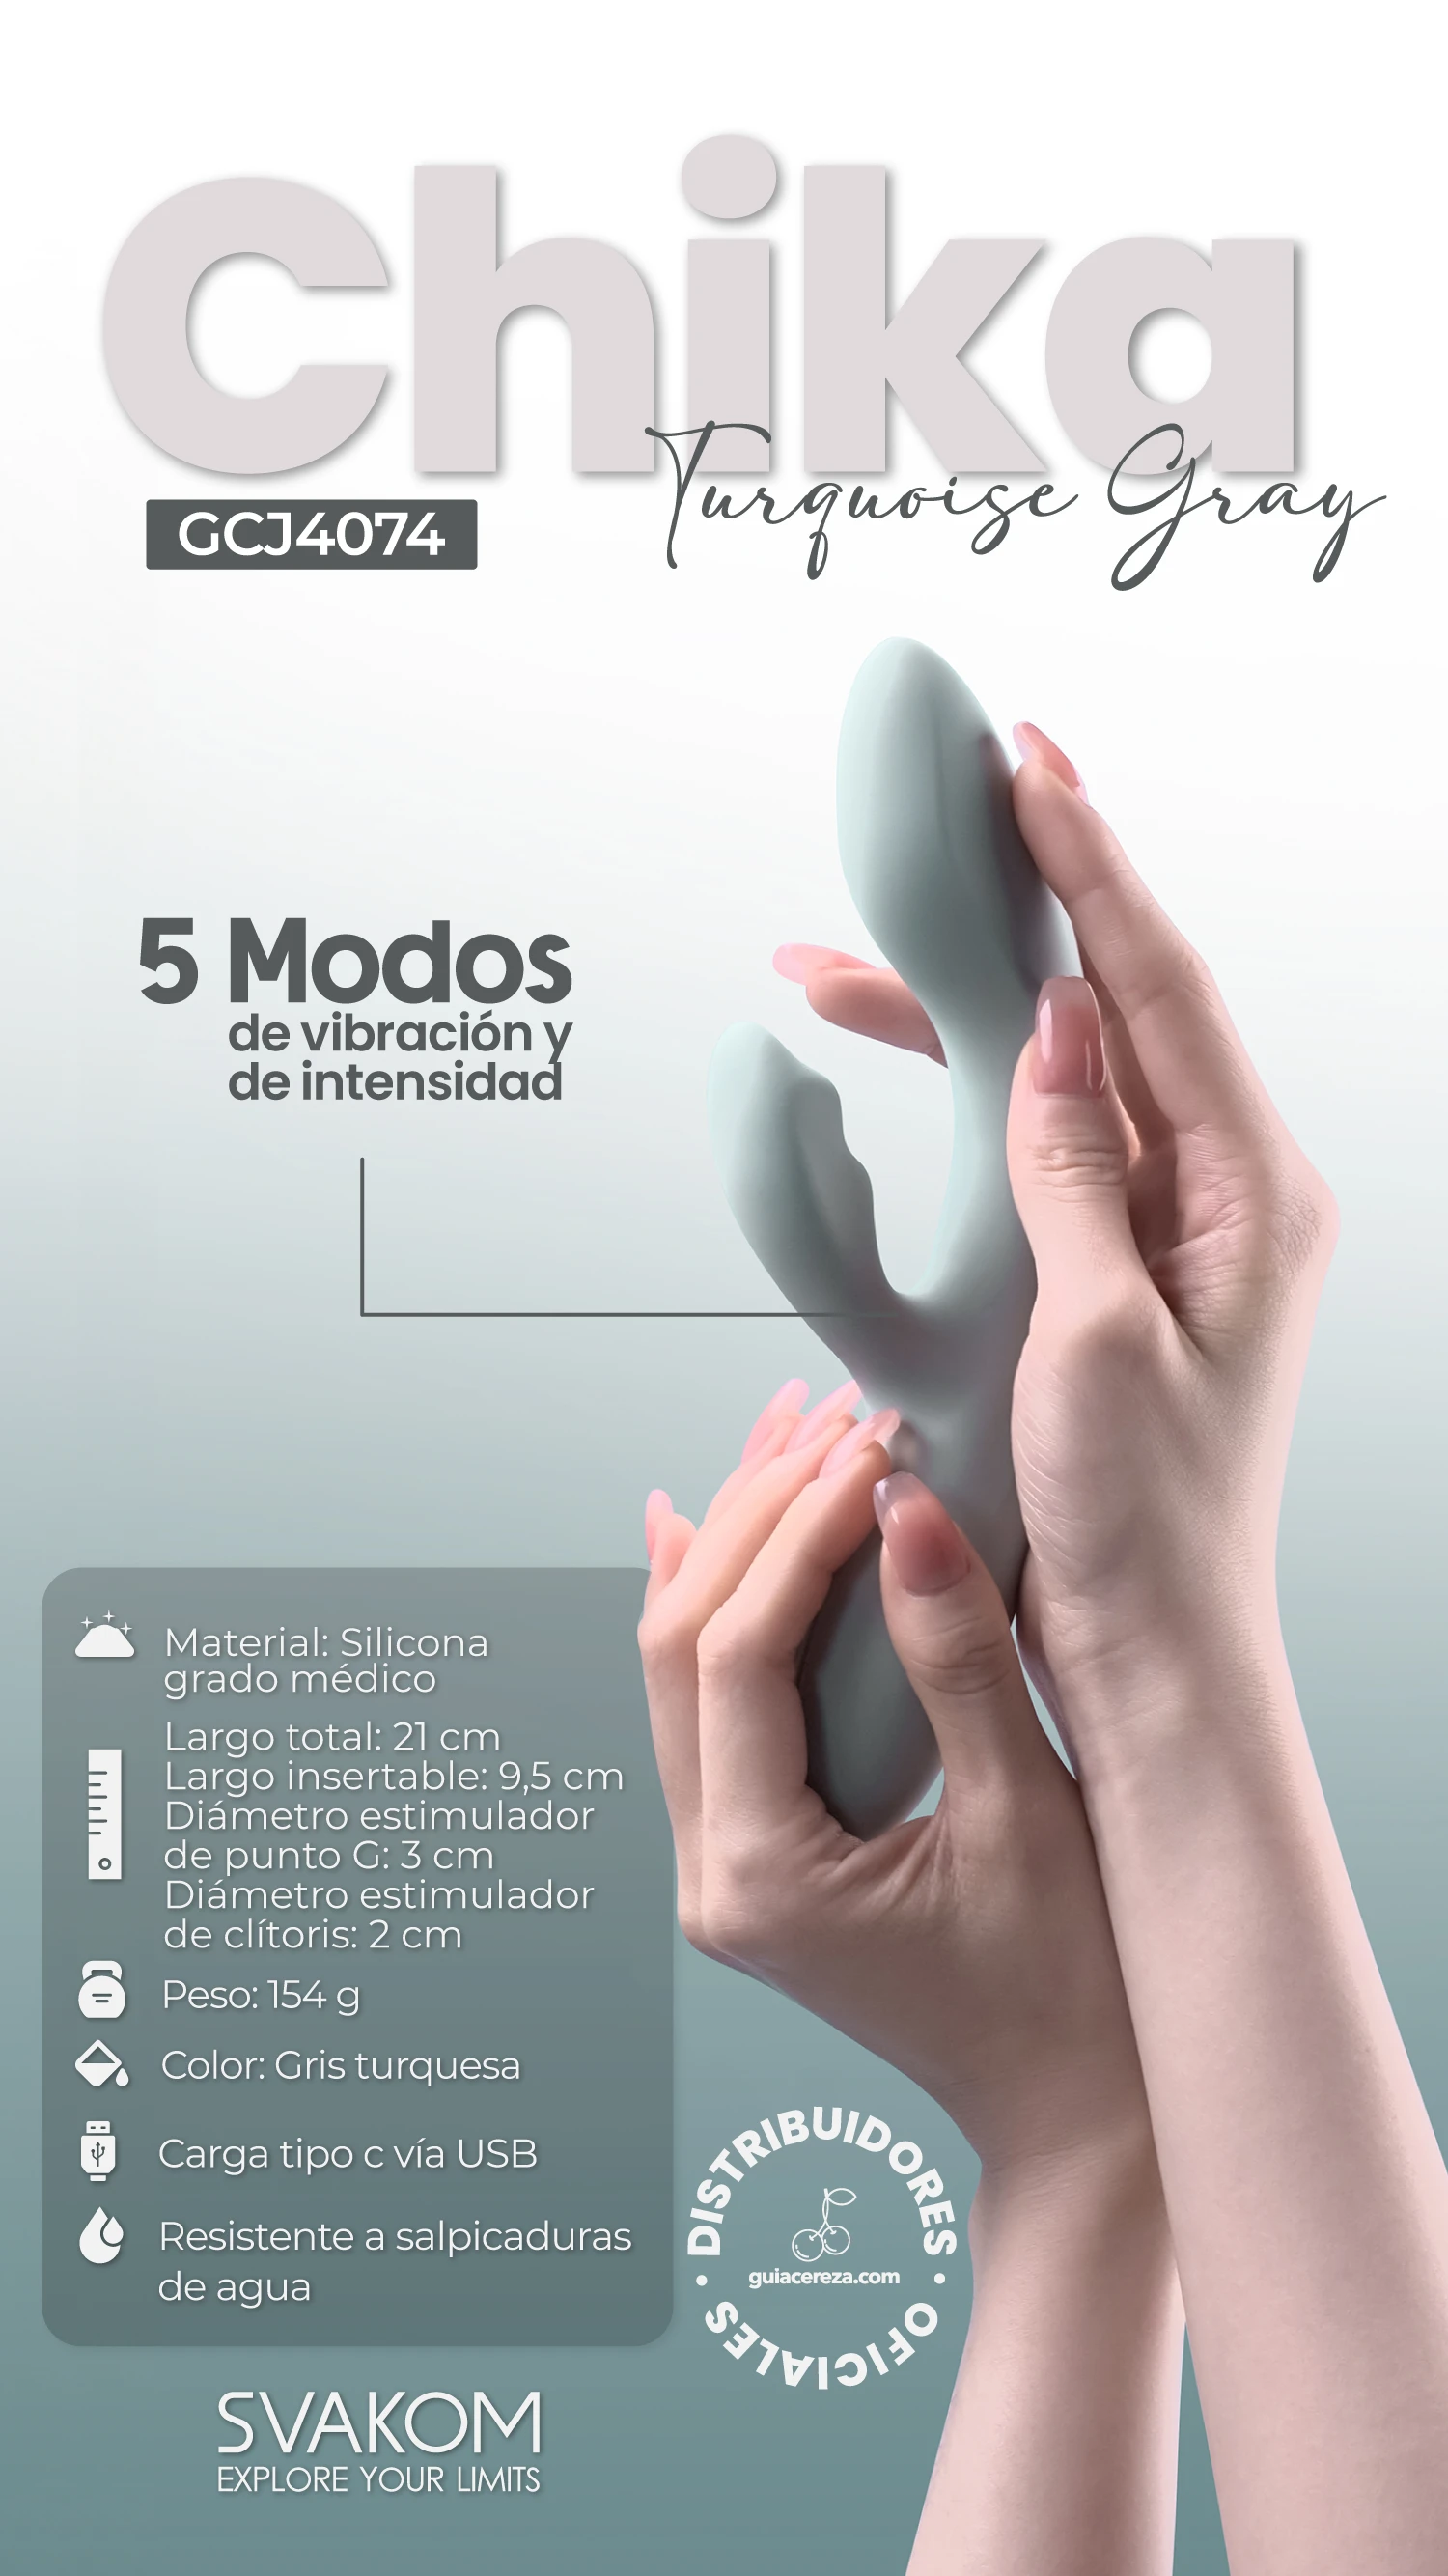 Chika
Turquoise Gray
GCJ4074
5 Modos
de vibración y
de intensidad
Material: Silicona
grado médico
Largo total: 21 cm
Largo insertable: 9,5 cm
Diámetro estimulador
de punto G: 3 cm
Diámetro estimulador
de clítoris: 2 cm
Peso: 154 g
Color: Gris turquesa
Carga tipo c vía USB
Resistente a salpicaduras
de agua
• DISTRIBUIDORES •
guiacereza.com
OFICIALES
SVAKOM
EXPLORE YOUR LIMITS